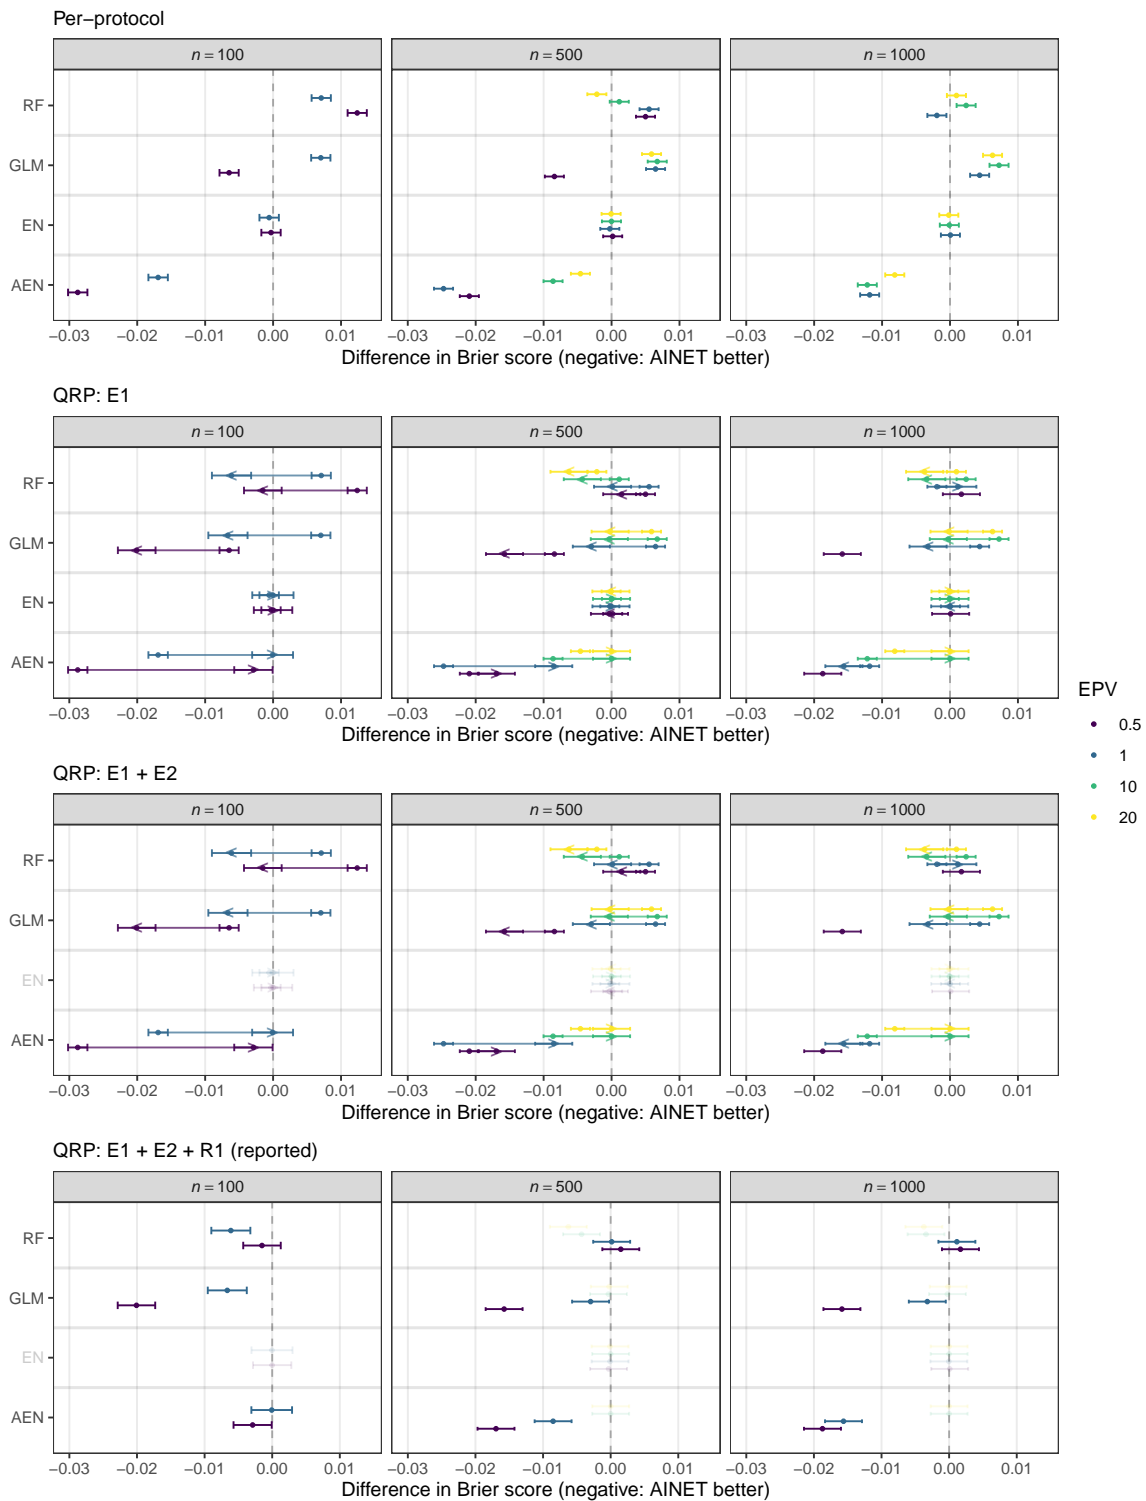 Per−protocol
n = 100 n = 500 n = 1000
RF
GLM
EN
AEN
−0.03 −0.02 −0.01 0.00 0.01 −0.03 −0.02 −0.01 0.00 0.01 −0.03 −0.02 −0.01 0.00 0.01
Difference in Brier score (negative: AINET better)
QRP: E1
n = 100 n = 500 n = 1000
RF
GLM
EN
AEN
−0.03 −0.02 −0.01 0.00 0.01 −0.03 −0.02 −0.01 0.00 0.01 −0.03 −0.02 −0.01 0.00 0.01
Difference in Brier score (negative: AINET better)
EPV
0.5
1
10
20
QRP: E1 + E2
n = 100 n = 500 n = 1000
RF
GLM
EN
AEN
−0.03 −0.02 −0.01 0.00 0.01 −0.03 −0.02 −0.01 0.00 0.01 −0.03 −0.02 −0.01 0.00 0.01
Difference in Brier score (negative: AINET better)
QRP: E1 + E2 + R1 (reported)
n = 100 n = 500 n = 1000
RF
GLM
EN
AEN
−0.03 −0.02 −0.01 0.00 0.01 −0.03 −0.02 −0.01 0.00 0.01 −0.03 −0.02 −0.01 0.00 0.01
Difference in Brier score (negative: AINET better)